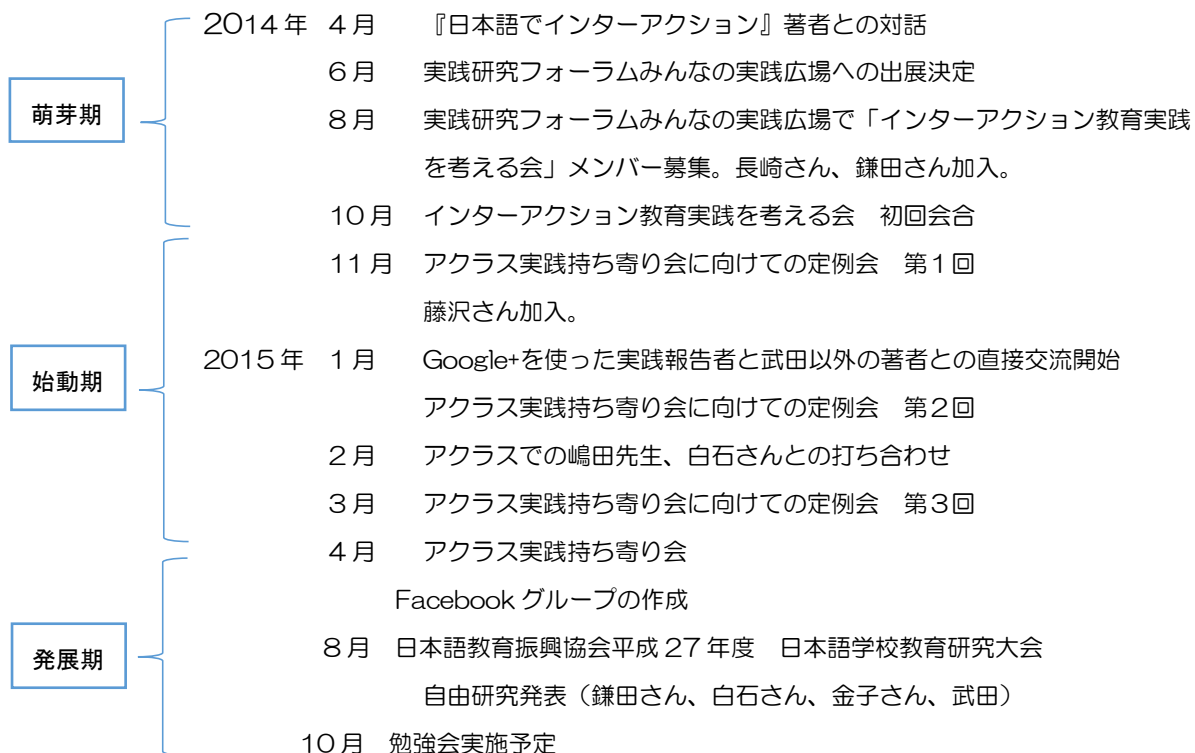 2014年 4月 『日本語でインターアクション』著者との対話
6月 実践研究フォーラムみんなの実践広場への出展決定
萌芽期
8月 実践研究フォーラムみんなの実践広場で「インターアクション教育実践
を考える会」メンバー募集。長崎さん、鎌田さん加入。
10月 インターアクション教育実践を考える会 初回会合
11月 アクラス実践持ち寄り会に向けての定例会 第1回
藤沢さん加入。
始動期
2015年 1月 Google+を使った実践報告者と武田以外の著者との直接交流開始
アクラス実践持ち寄り会に向けての定例会 第2回
2月 アクラスでの嶋田先生、白石さんとの打ち合わせ
3月 アクラス実践持ち寄り会に向けての定例会 第3回
4月 アクラス実践持ち寄り会
Facebookグループの作成
発展期
8月 日本語教育振興協会平成27年度 日本語学校教育研究大会
自由研究発表（鎌田さん、白石さん、金子さん、武田）
10月 勉強会実施予定